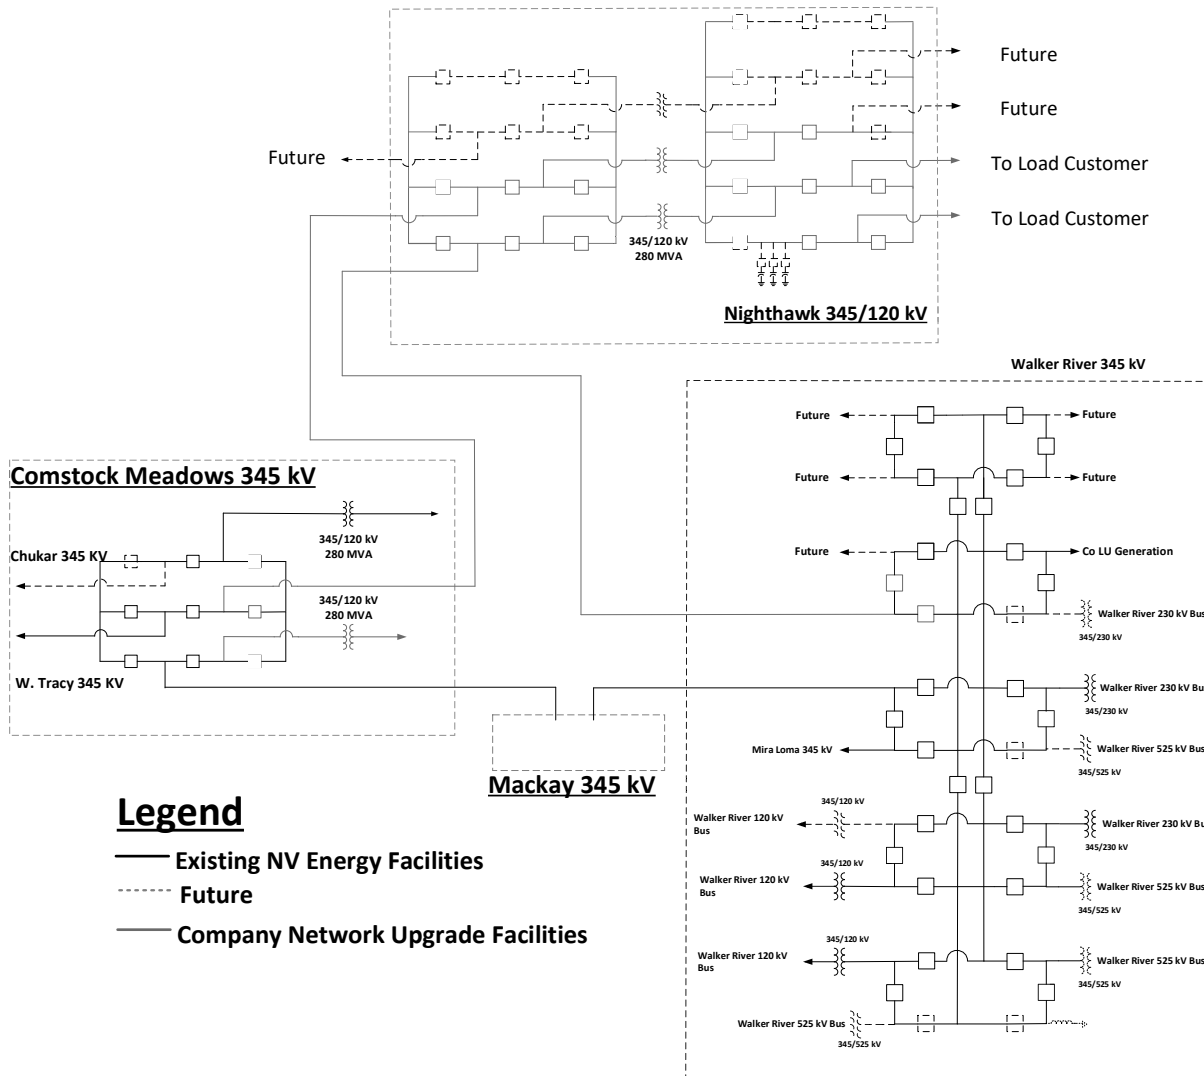 Future
Future
Future
To Load Customer
To Load Customer
345/120 kV
280 MVA
Nighthawk 345/120 kV
Walker River 345 kV
Future
Future
Future
Future
Comstock Meadows 345 kV
345/120 kV
280 MVA
Chukar 345 KV
345/120 kV
280 MVA
W. Tracy 345 KV
Future
Co LU Generation
Walker River 230 kV Bus
345/230 kV
Walker River 230 kV Bu
345/230 kV
Mira Loma 345 kV
Walker River 525 kV Bus
345/525 kV
Mackay 345 kV
345/120 kV
Walker River 120 kV
Bus
Walker River 230 kV Bu
345/230 kV
345/120 kV
Walker River 120 kV
Bus
Walker River 525 kV Bus
345/525 kV
345/120 kV
Walker River 120 kV
Bus
Walker River 525 kV Bus
345/525 kV
Walker River 525 kV Bus
345/525 kV
Legend
Existing NV Energy Facilities
Future
Company Network Upgrade Facilities